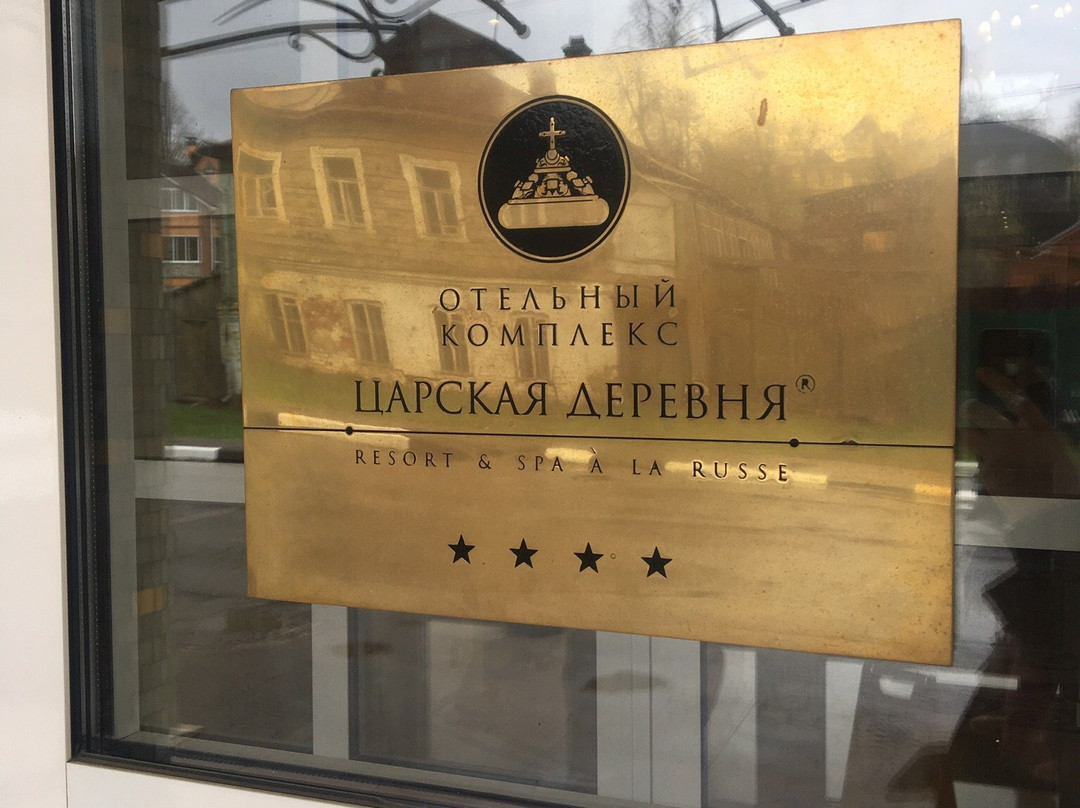 ОТЕЛЬНЫЙ
КОМПЛЕКС
ЦАРСКАЯ ДЕРЕВНЯ®
RESORT & SPA À LA RUSSE